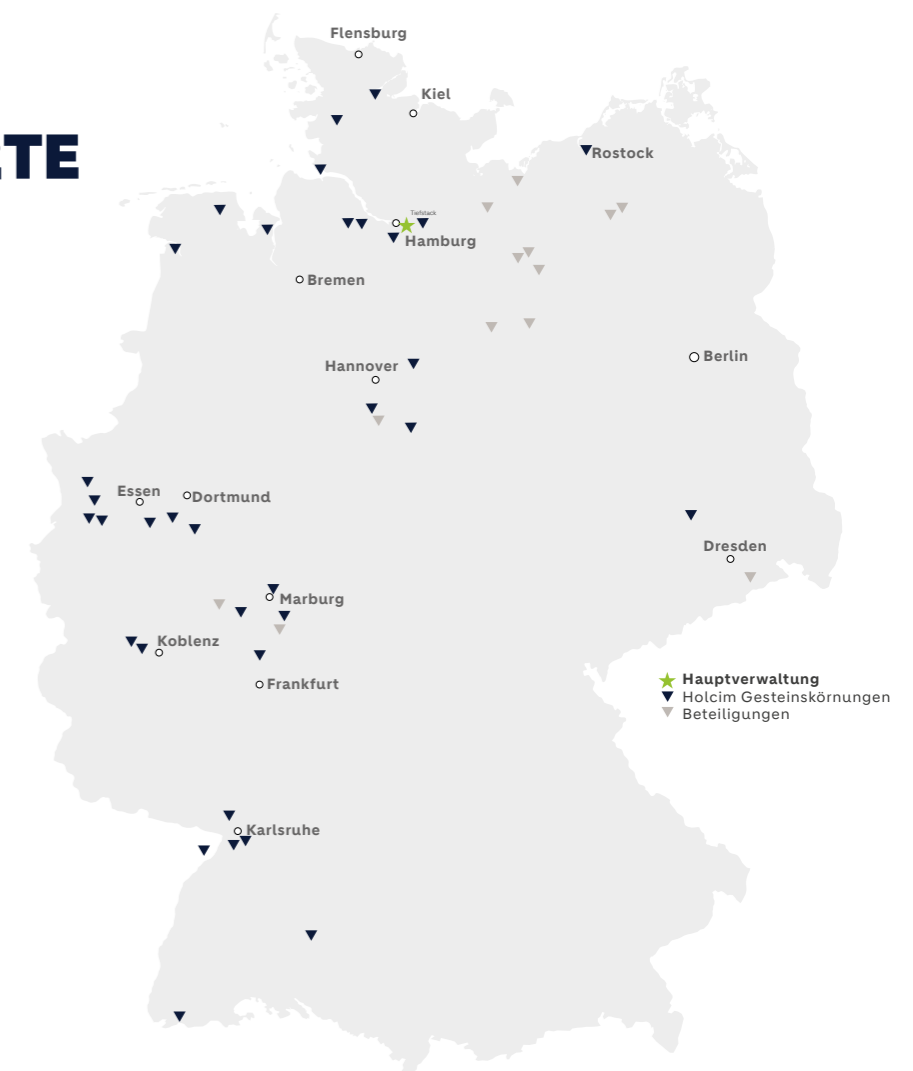 TE
Flensburg
Kiel
Rostock
Tiefstack
Hamburg
Bremen
Hannover
Berlin
Essen
Dortmund
Dresden
Marburg
Koblenz
Frankfurt
Hauptverwaltung
Holcim Gesteinskörnungen
Beteiligungen
Karlsruhe